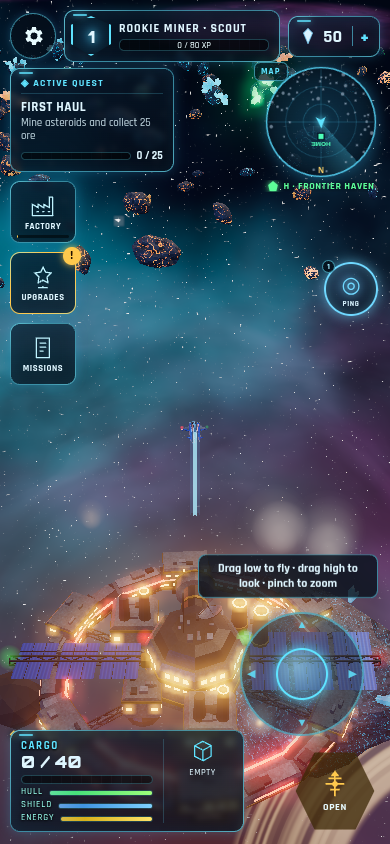 1
ROOKIE MINER · SCOUT
0 / 80 XP
50
+
ACTIVE QUEST
FIRST HAUL
Mine asteroids and collect 25
ore
0 / 25
MAP
HOME
N
H · FRONTIER HAVEN
FACTORY
!
UPGRADES
MISSIONS
1
PING
Drag low to fly · drag high to
look · pinch to zoom
CARGO
0 / 40
EMPTY
HULL
SHIELD
ENERGY
OPEN